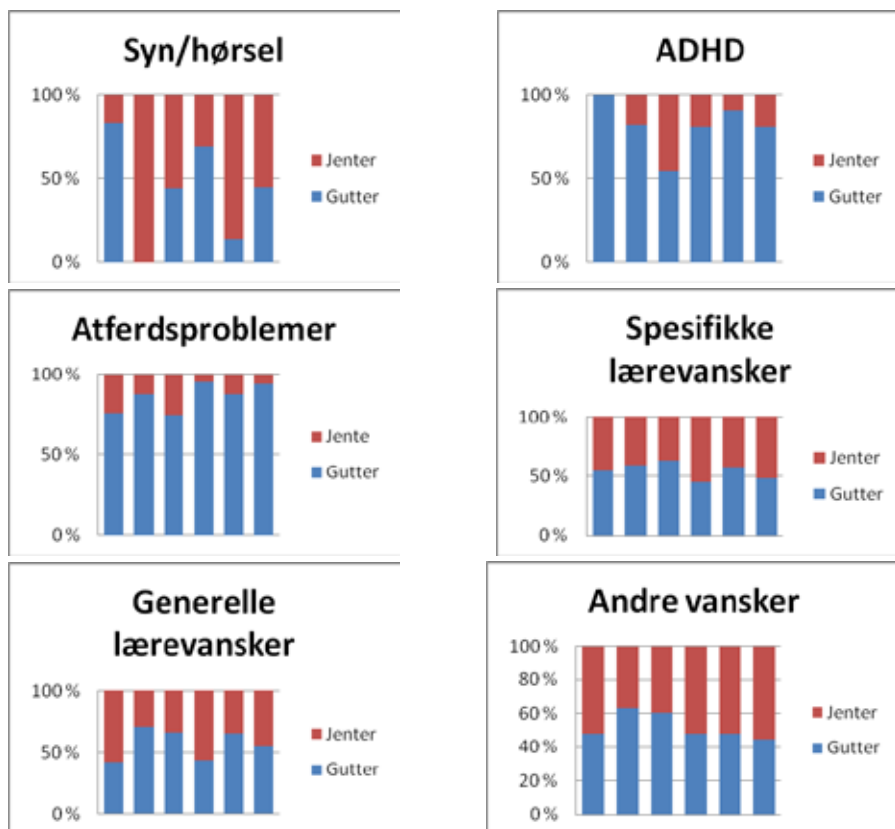 Syn/hørsel
100 %
50 %
0 %
Jenter
Gutter
ADHD
100 %
50 %
0 %
Jenter
Gutter
Atferdsproblemer
100 %
50 %
0 %
Jente
Gutter
Spesifikke
lærevansker
100 %
50 %
0 %
Jenter
Gutter
Generelle
lærevansker
100 %
50 %
0 %
Jenter
Gutter
Andre vansker
100 %
80 %
60 %
40 %
20 %
0 %
Jenter
Gutter